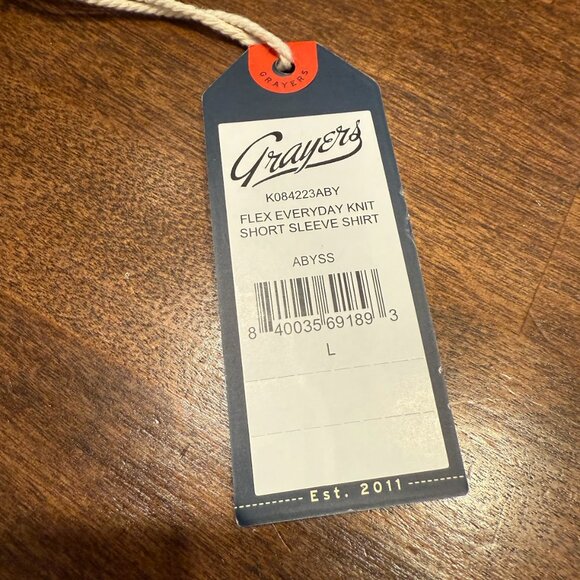 GRAYERS
Grayers
K084223ABY
FLEX EVERYDAY KNIT
SHORT SLEEVE SHIRT
ABYSS
8 40035 69189 3
L
Est. 2011